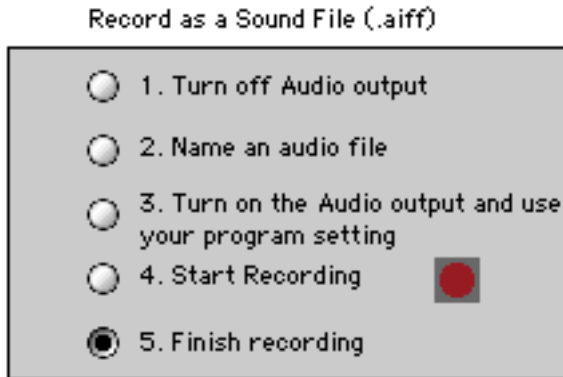 Record as a Sound File (.aiff)
1. Turn off Audio output
2. Name an audio file
3. Turn on the Audio output and use
your program setting
4. Start Recording
5. Finish recording